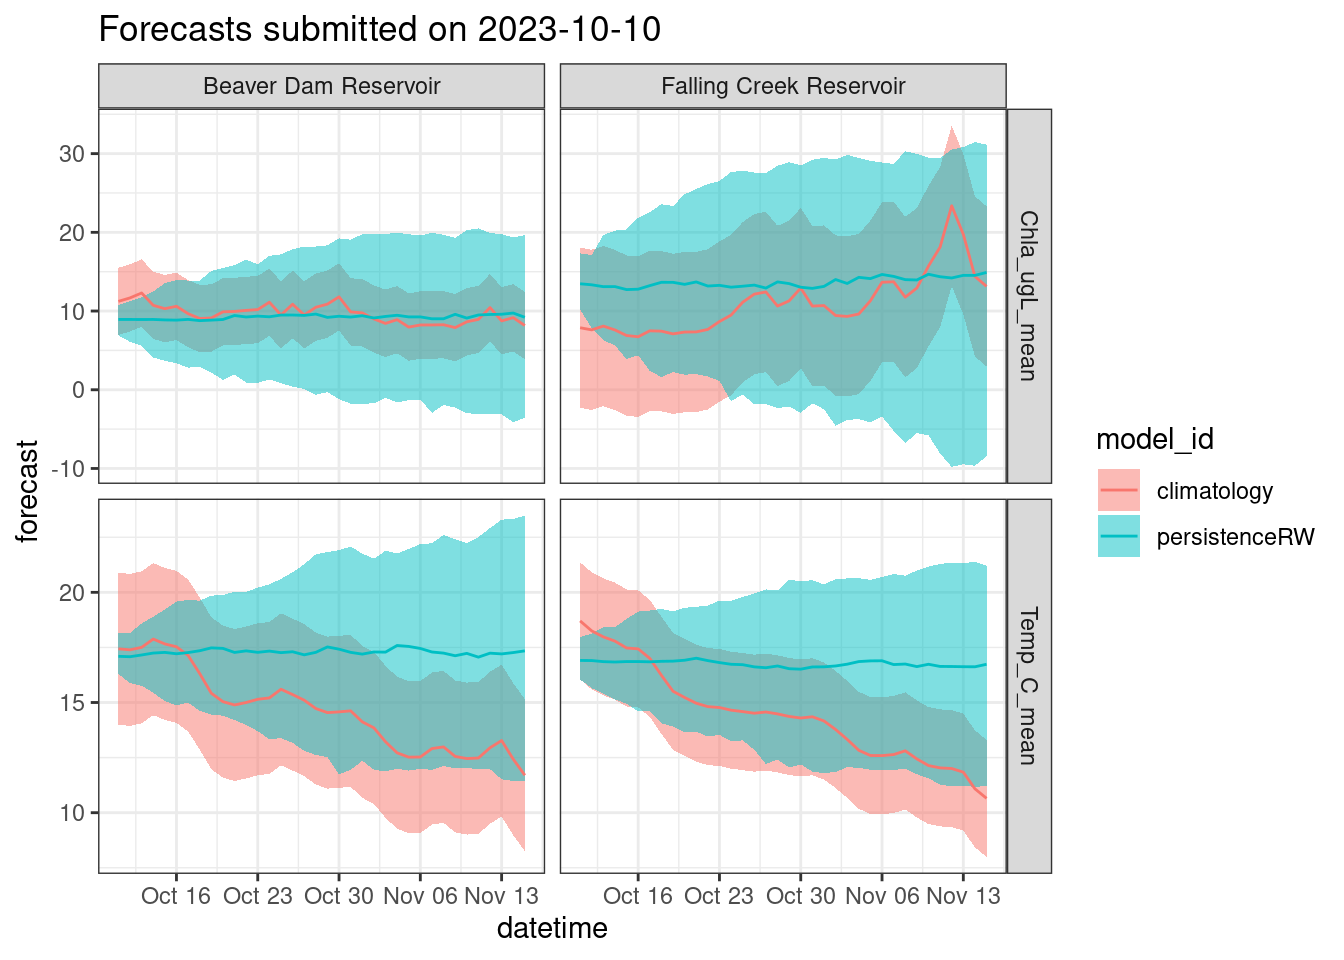 Forecasts submitted on 2023-10-10
Beaver Dam Reservoir
Falling Creek Reservoir
30
20
10
0
-10
Chla_ugL_mean
20
15
10
Temp_C_mean
forecast
Oct 16 Oct 23 Oct 30 Nov 06 Nov 13
Oct 16 Oct 23 Oct 30 Nov 06 Nov 13
datetime
model_id
climatology
persistenceRW